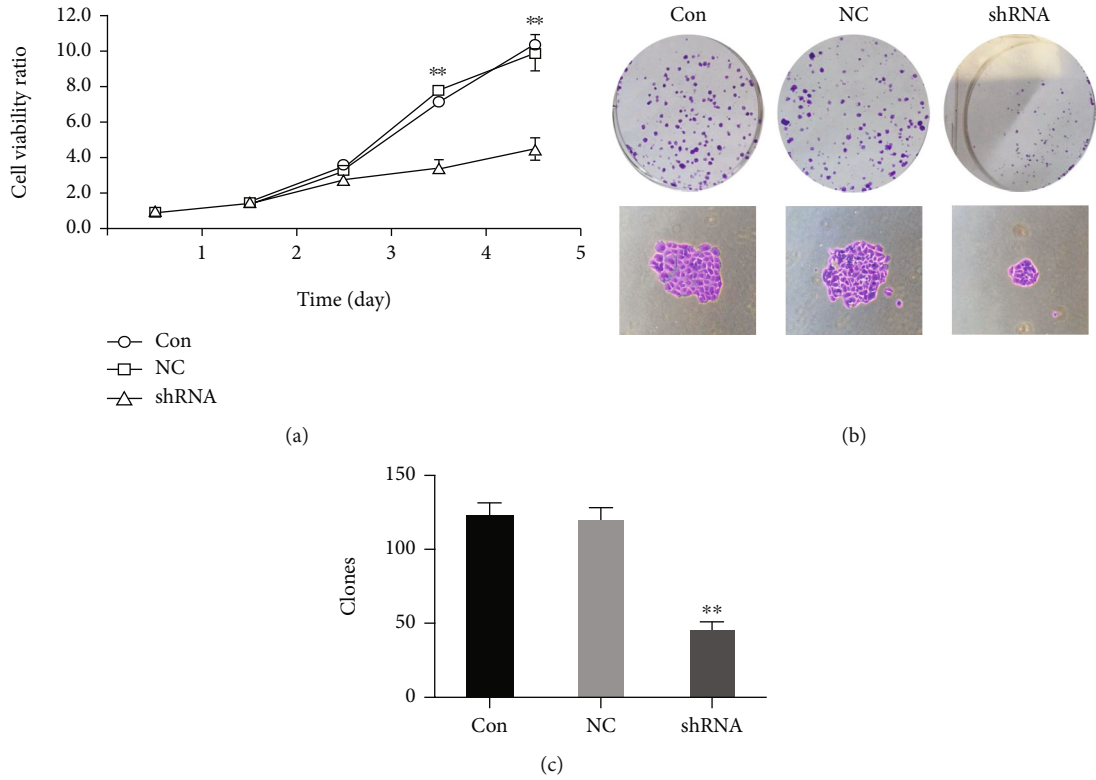 12.0
10.0
8.0
6.0
4.0
2.0
0.0
Cell viability ratio
**
**
1 2 3 4 5
Time (day)
Con
NC
shRNA
(a)
Con NC shRNA
(b)
150
100
50
0
Clones
**
Con NC shRNA
(c)